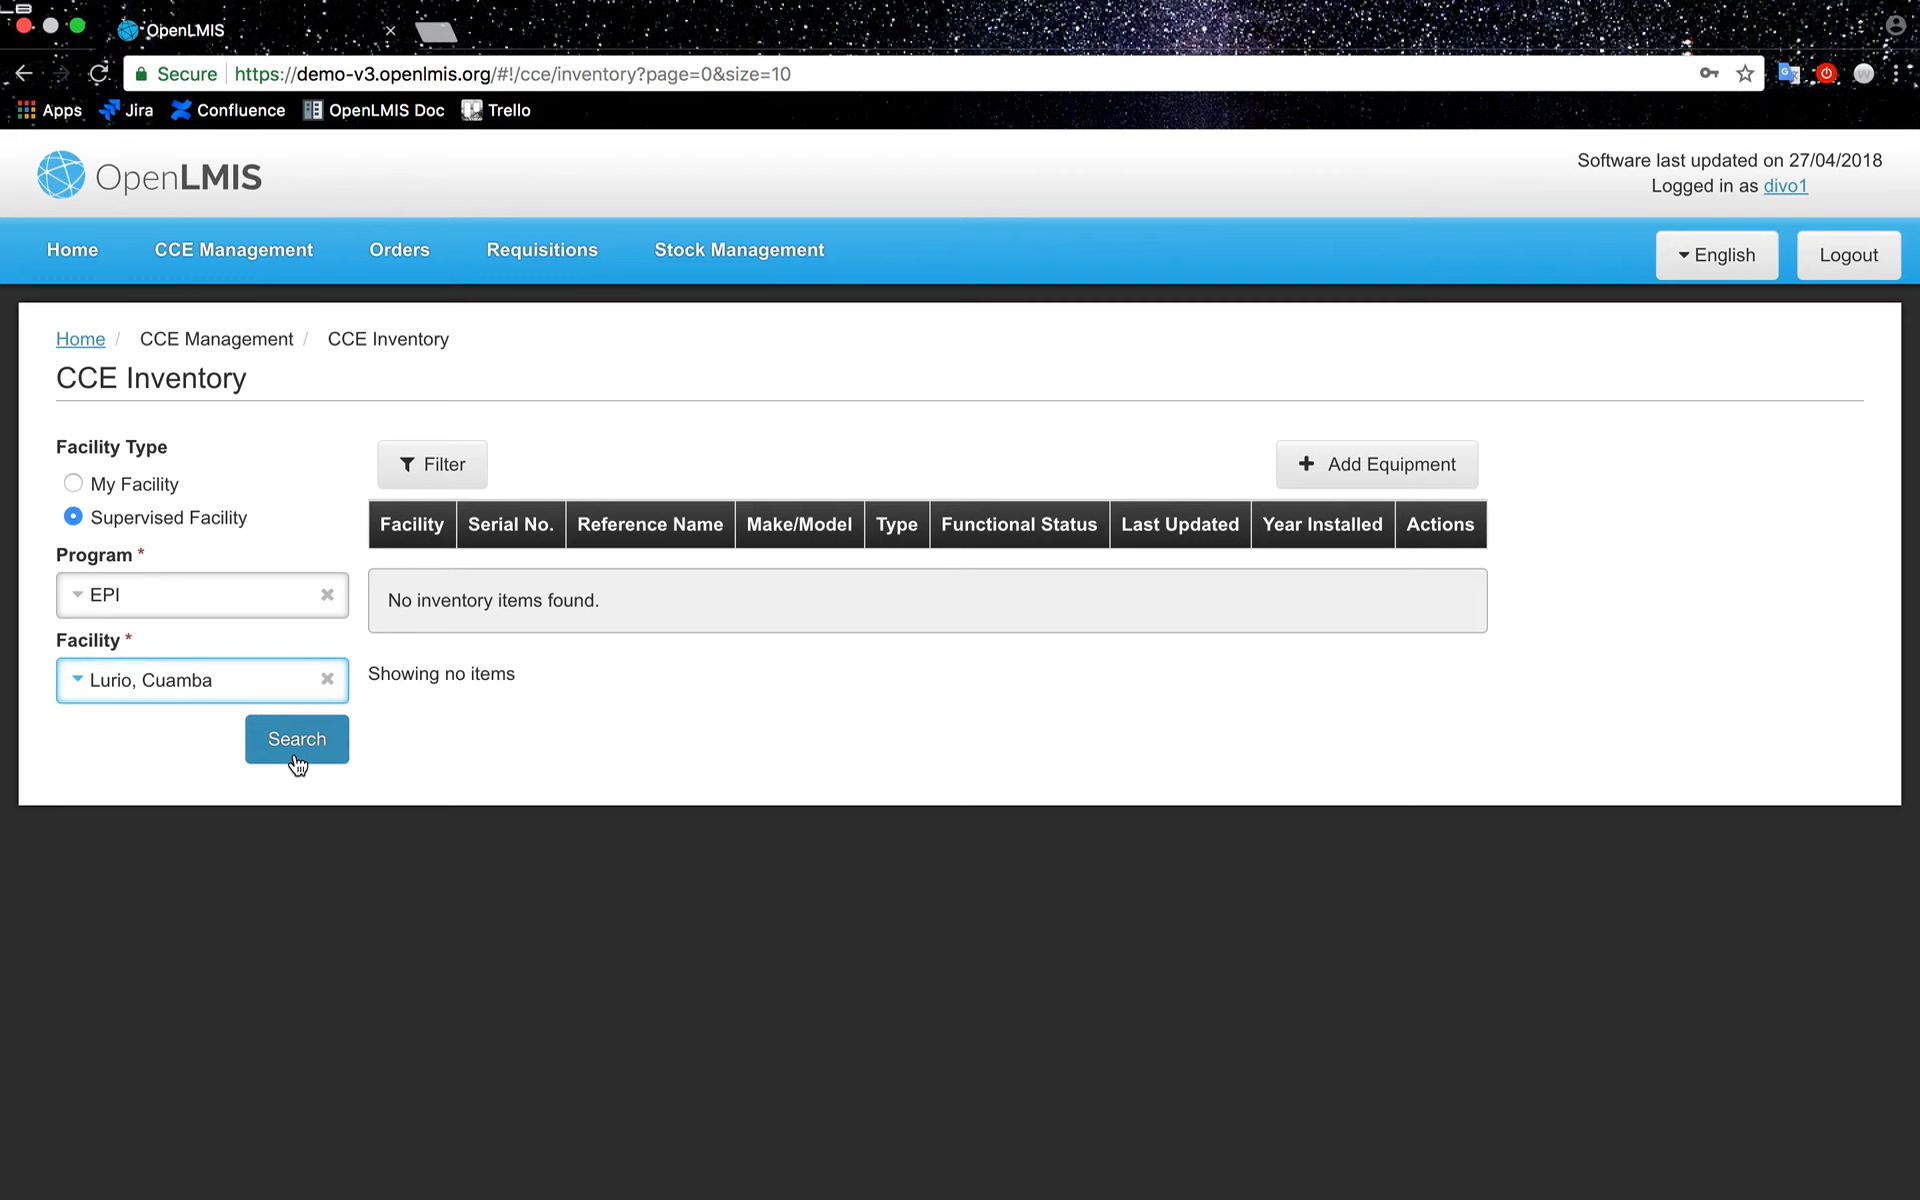 OpenLMIS
Secure https://demo-v3.openlmis.org/#!/cce/inventory?page=0&size=10
Apps Jira Confluence OpenLMIS Doc Trello
OpenLMIS
Software last updated on 27/04/2018
Logged in as divo1
Home CCE Management Orders Requisitions Stock Management English Logout
Home / CCE Management / CCE Inventory
CCE Inventory
Facility Type
My Facility
Supervised Facility
Program *
EPI
Facility *
Lurio, Cuamba
Search
Filter
Add Equipment
Facility Serial No. Reference Name Make/Model Type Functional Status Last Updated Year Installed Actions
No inventory items found.
Showing no items